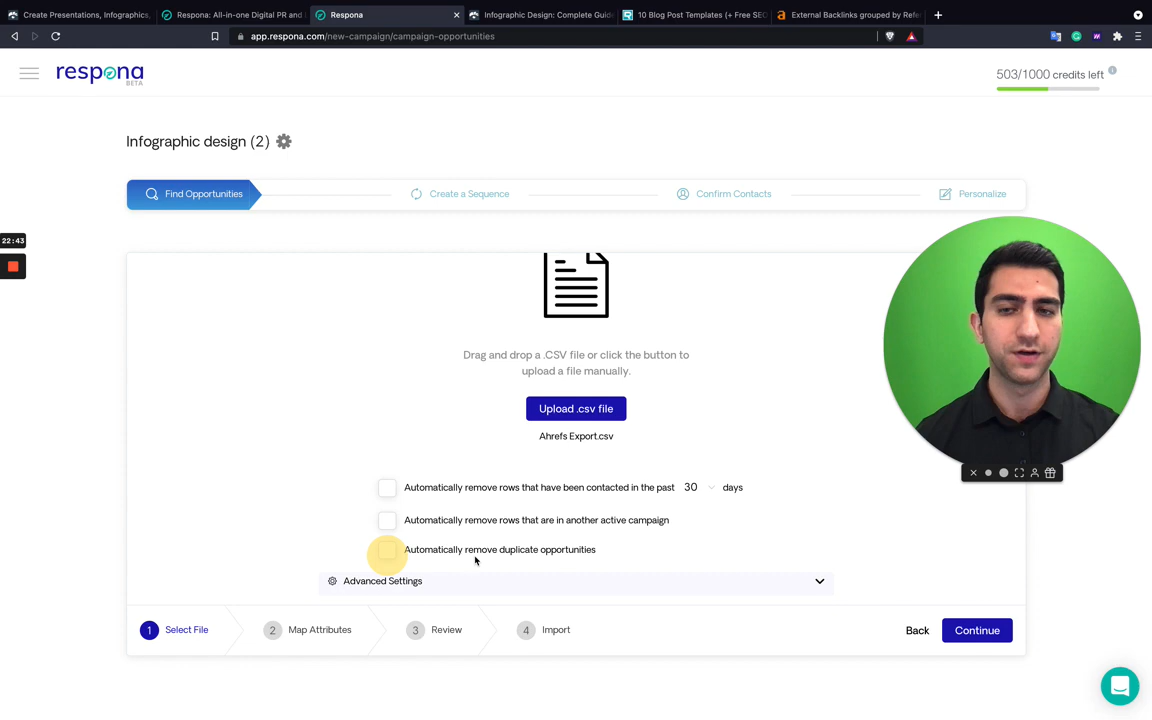 Create Presentations, Infographics,
Respona: All-in-one Digital PR and
Respona
Infographic Design: Complete Guide
10 Blog Post Templates (+ Free SEO
External Backlinks grouped by Refe
app.respona.com/new-campaign/campaign-opportunities
respona
BETA
503/1000 credits left
Infographic design (2)
Find Opportunities
Create a Sequence
Confirm Contacts
Personalize
22:43
Drag and drop a .CSV file or click the button to
upload a file manually.
Upload .csv file
Ahrefs Export.csv
Automatically remove rows that have been contacted in the past 30 days
Automatically remove rows that are in another active campaign
Automatically remove duplicate opportunities
Advanced Settings
1 Select File
2 Map Attributes
3 Review
4 Import
Back
Continue